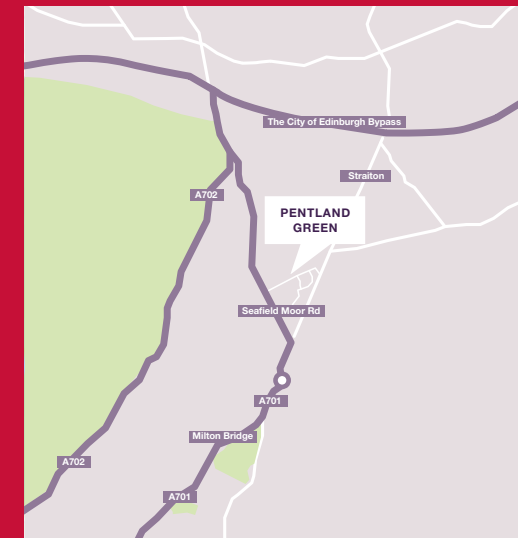 The City of Edinburgh Bypass
Straiton
A702
PENTLAND
GREEN
Seafield Moor Rd
A701
Milton Bridge
A702
A701